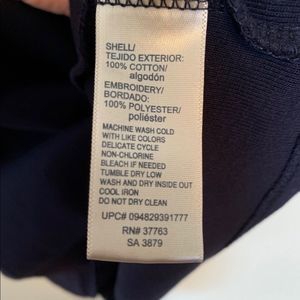 SHELL/
TEJIDO EXTERIOR:
100% COTTON/
algodón
EMBROIDERY/
BORDADO:
100% POLYESTER/
poliéster
MACHINE WASH COLD
WITH LIKE COLORS
DELICATE CYCLE
NON-CHLORINE
BLEACH IF NEEDED
TUMBLE DRY LOW
WASH AND DRY INSIDE OUT
COOL IRON
DO NOT DRY CLEAN
UPC# 094829391777
RN# 37763
SA 3879